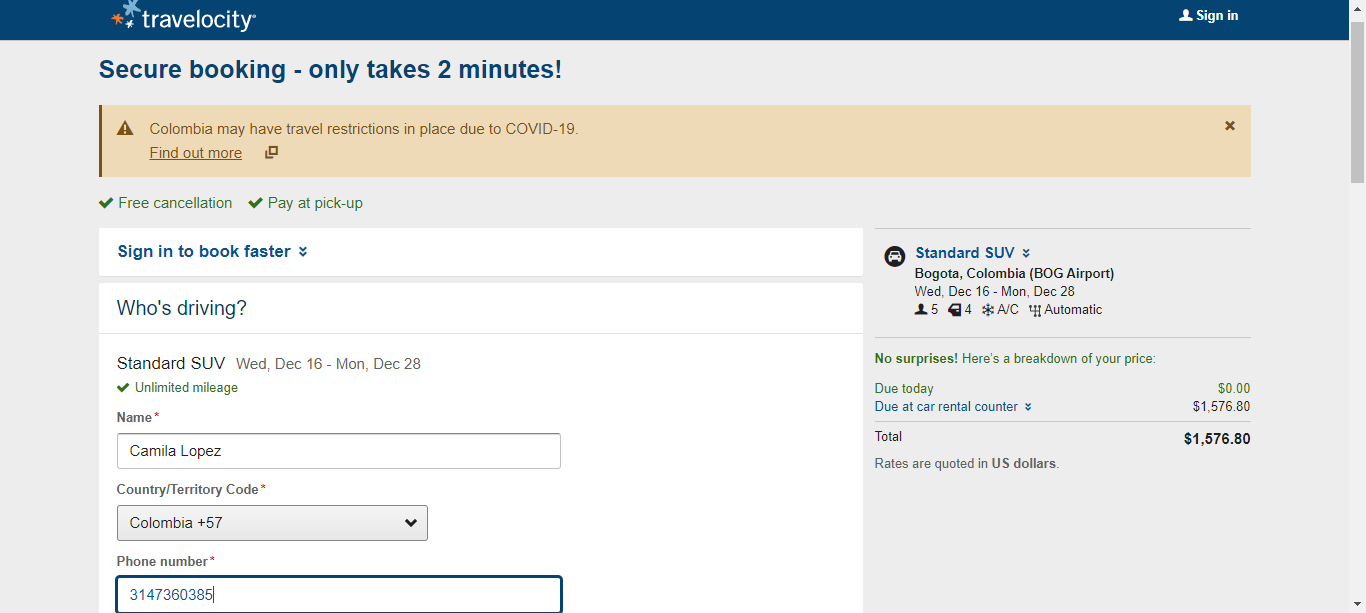 travelocity
Sign in
Secure booking - only takes 2 minutes!
Colombia may have travel restrictions in place due to COVID-19.
Find out more
Free cancellation Pay at pick-up
Sign in to book faster
Who's driving?
Standard SUV Wed, Dec 16 - Mon, Dec 28
Unlimited mileage
Name*
Camila Lopez
Country/Territory Code*
Colombia +57
Phone number*
3147360385
Standard SUV
Bogota, Colombia (BOG Airport)
Wed, Dec 16 - Mon, Dec 28
5 4 A/C Automatic
No surprises! Here's a breakdown of your price:
Due today $0.00
Due at car rental counter $1,576.80
Total $1,576.80
Rates are quoted in US dollars.